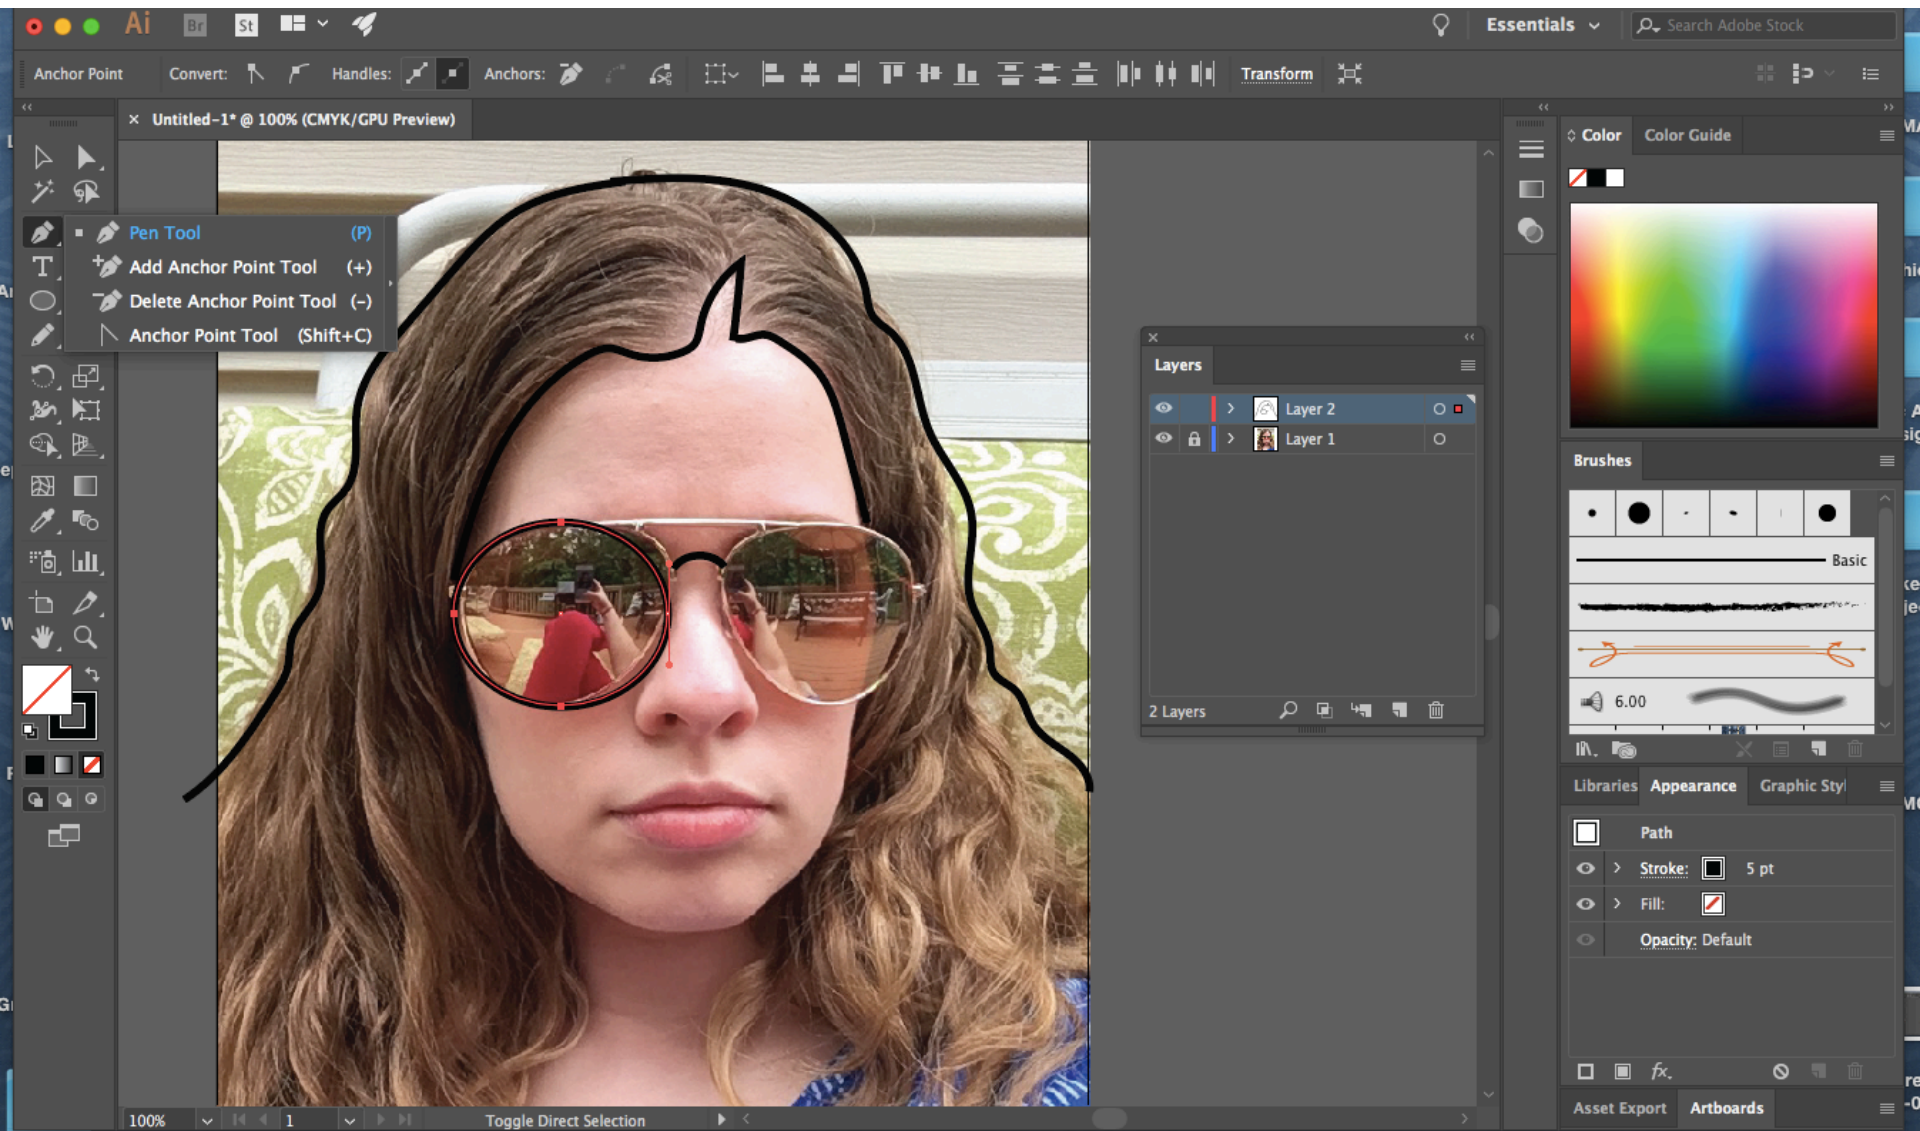 Ai Br St Essentials Search Adobe Stock
Anchor Point Convert: Handles: Anchors: Transform
Untitled-1* @ 100% (CMYK/GPU Preview)
Color Color Guide
Pen Tool (P)
Add Anchor Point Tool (+)
Delete Anchor Point Tool (-)
Anchor Point Tool (Shift+C)
Layers
Layer 2
Layer 1
2 Layers
Brushes
Basic
6.00
Libraries Appearance Graphic Styl
Path
Stroke: 5 pt
Fill:
Opacity: Default
fx.
Asset Export Artboards
100% 1 Toggle Direct Selection